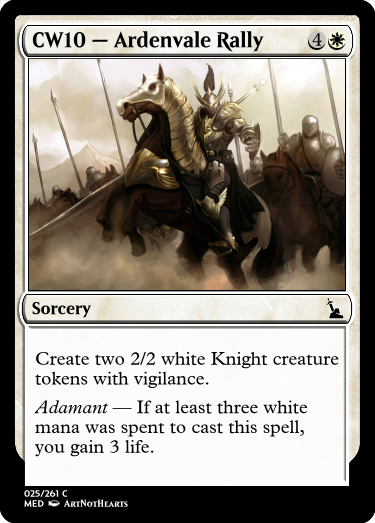 CW10 — Ardenvale Rally 4
Sorcery
Create two 2/2 white Knight creature
tokens with vigilance.
Adamant — If at least three white
mana was spent to cast this spell,
you gain 3 life.
025/261 C
MED ArtNotHearts